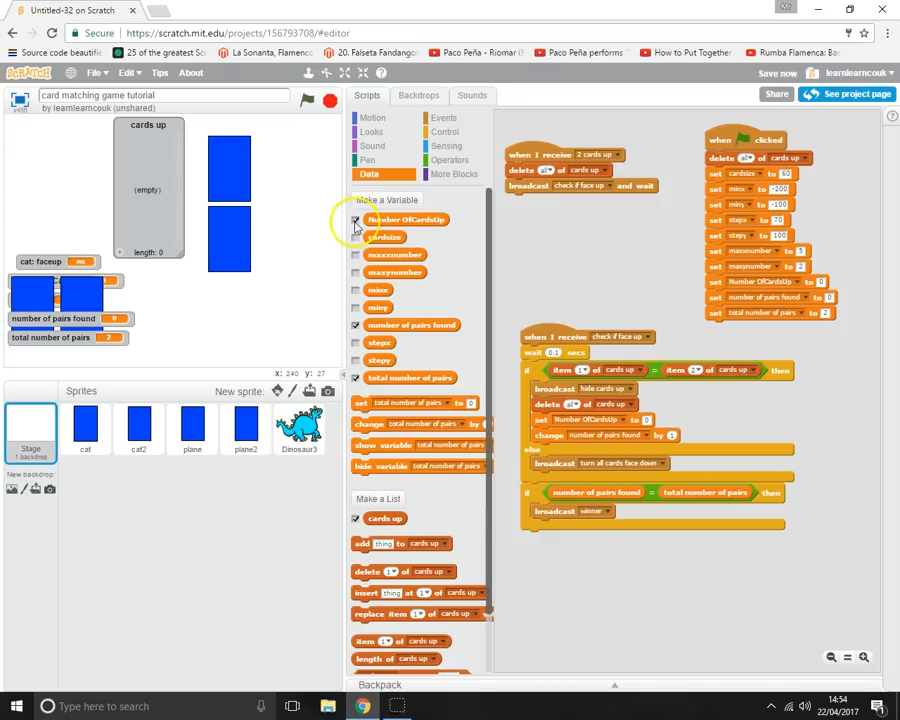 Untitled-32 on Scratch
Mr
Secure https://scratch.mit.edu/projects/156793708/#editor
Source code beautifie
25 of the greatest Sc
La Sonanta, Flamenco
20. Falseta Fandango
Paco Peña - Riomar (F
Paco Peña performs
How to Put Together
Rumba Flamenca: Bas
SCRATCH
File
Edit
Tips
About
Save now
learnlearncouk
card matching game tutorial
by learnlearncouk (unshared)
v456
Scripts
Backdrops
Sounds
Share
See project page
cards up
(empty)
length: 0
cat: faceup no
number of pairs found 0
total number of pairs 2
x: 240 y: 27
Motion
Events
Looks
Control
Sound
Sensing
Pen
Operators
Data
More Blocks
Make a Variable
Number OfCardsUp
cardsize
maxxnumber
maxynumber
minx
miny
number of pairs found
stepx
stepy
total number of pairs
set total number of pairs to 0
change total number of pairs by
show variable total number of pairs
hide variable total number of pairs
Make a List
cards up
add thing to cards up
delete 1 of cards up
insert thing at 1 of cards up
replace item 1 of cards up
item 1 of cards up
length of cards up
when I receive 2 cards up
delete all of cards up
broadcast check if face up and wait
when clicked
delete all of cards up
set cardsize to 60
set minx to -200
set miny to -100
set stepx to 70
set stepy to 100
set maxxnumber to 5
set maxynumber to 2
set Number OfCardsUp to 0
set number of pairs found to 0
set total number of pairs to 2
when I receive check if face up
wait 0.1 secs
if item 1 of cards up = item 2 of cards up then
broadcast hide cards up
delete all of cards up
set Number OfCardsUp to 0
change number of pairs found by 1
else
broadcast turn all cards face down
if number of pairs found = total number of pairs then
broadcast winner
Sprites
New sprite:
Stage
1 backdrop
New backdrop:
cat
cat2
plane
plane2
Dinosaur3
Backpack
Type here to search
14:54
22/04/2017